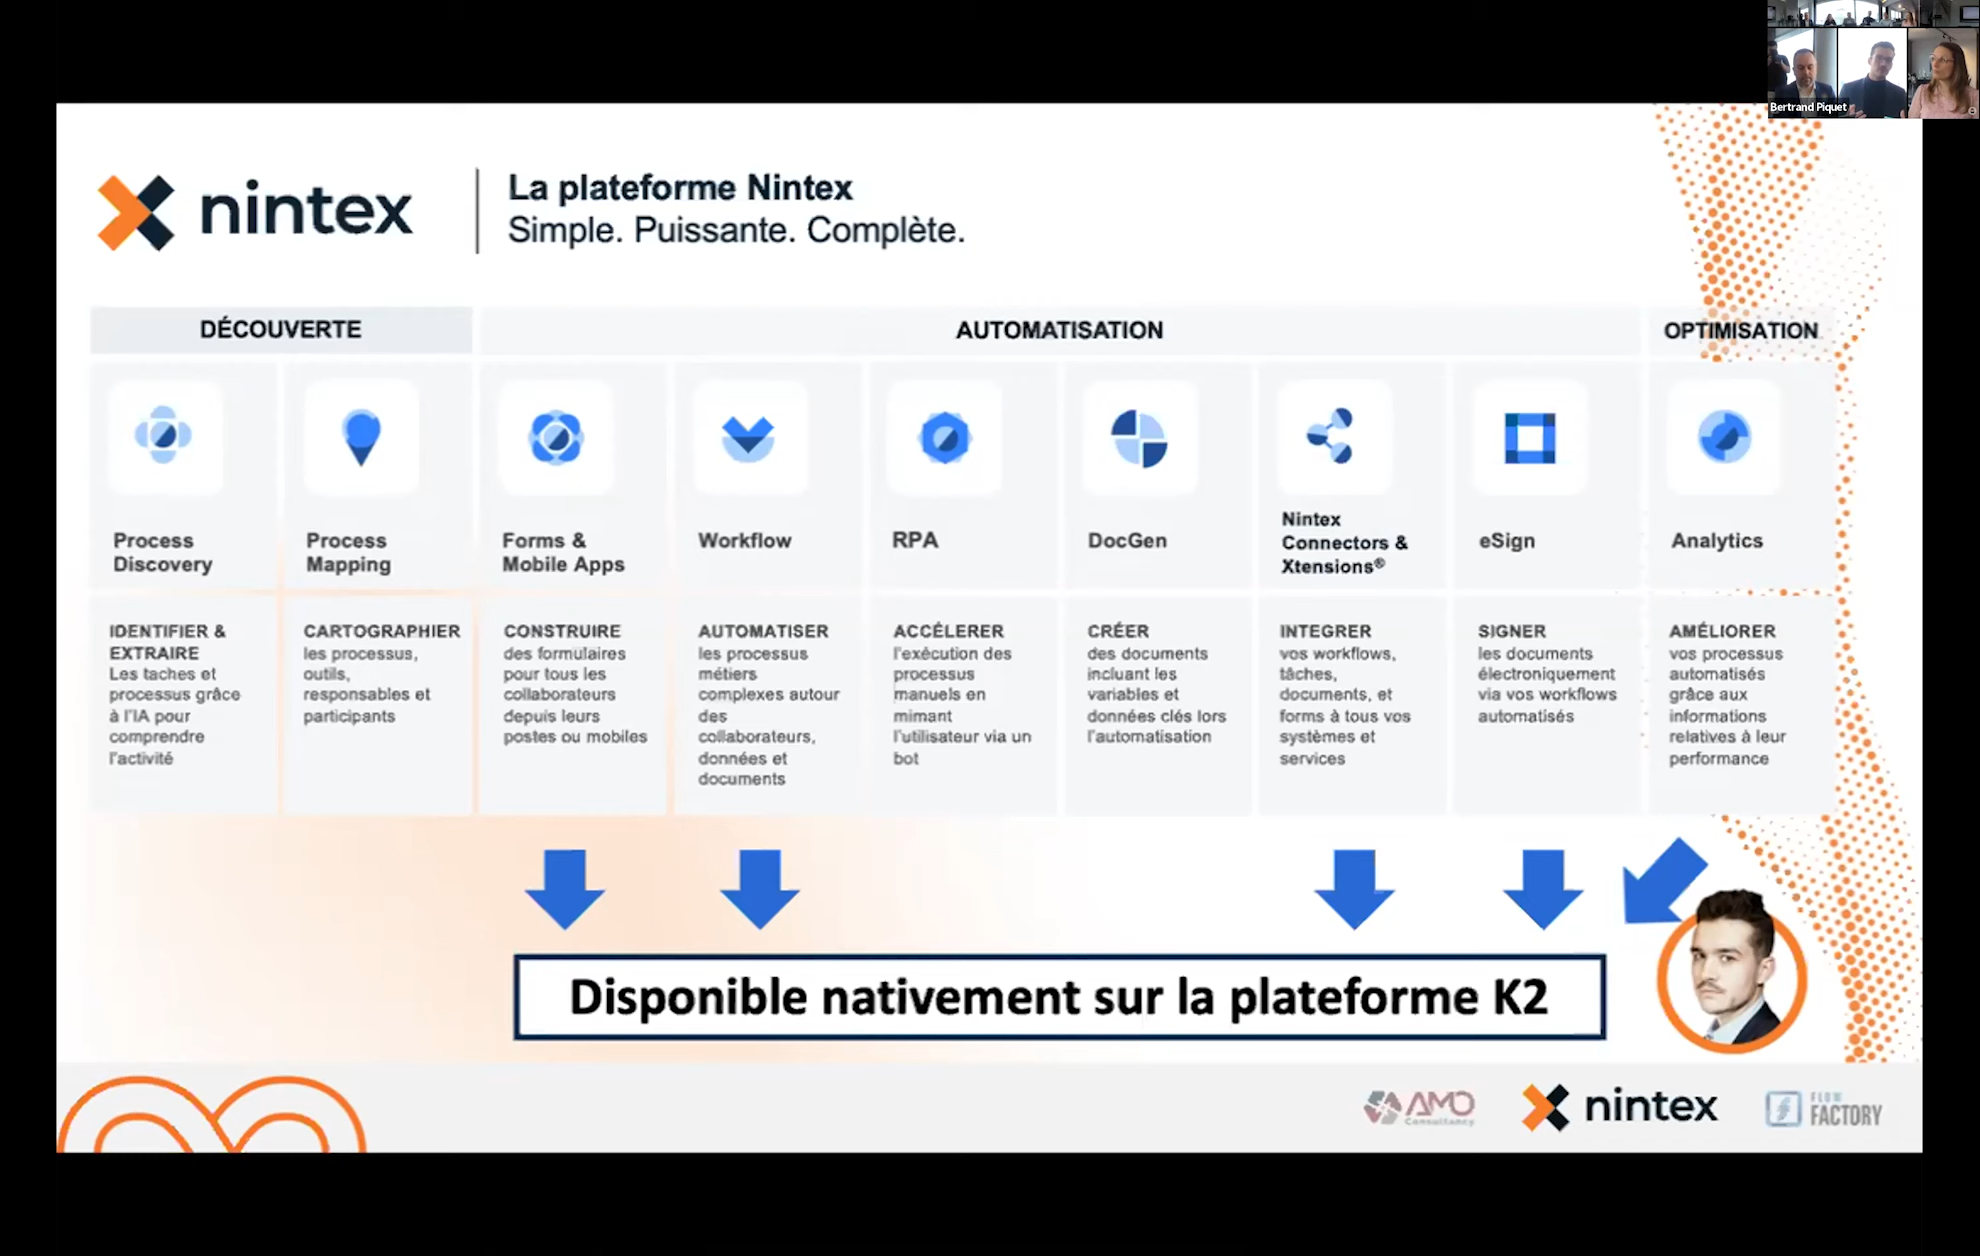 Bertrand Piquet
nintex
La plateforme Nintex
Simple. Puissante. Complète.
DÉCOUVERTE
AUTOMATISATION
OPTIMISATION
Process
Discovery
Process
Mapping
Forms &
Mobile Apps
Workflow
RPA
DocGen
Nintex
Connectors &
Xtensions®
eSign
Analytics
IDENTIFIER &
EXTRAIRE
Les taches et
processus grâce
à l'IA pour
comprendre
l'activité
CARTOGRAPHIER
les processus,
outils,
responsables et
participants
CONSTRUIRE
des formulaires
pour tous les
collaborateurs
depuis leurs
postes ou mobiles
AUTOMATISER
les processus
métiers
complexes autour
des
collaborateurs,
données et
documents
ACCÉLERER
l'exécution des
processus
manuels en
mimant
l'utilisateur via un
bot
CRÉER
des documents
incluant les
variables et
données clés lors
l'automatisation
INTEGRER
vos workflows,
tâches,
documents, et
forms à tous vos
systèmes et
services
SIGNER
les documents
électroniquement
via vos workflows
automatisés
AMÉLIORER
vos processus
automatisés
grâce aux
informations
relatives à leur
performance
Disponible nativement sur la plateforme K2
AMO
Consultancy
nintex
FLOW
FACTORY